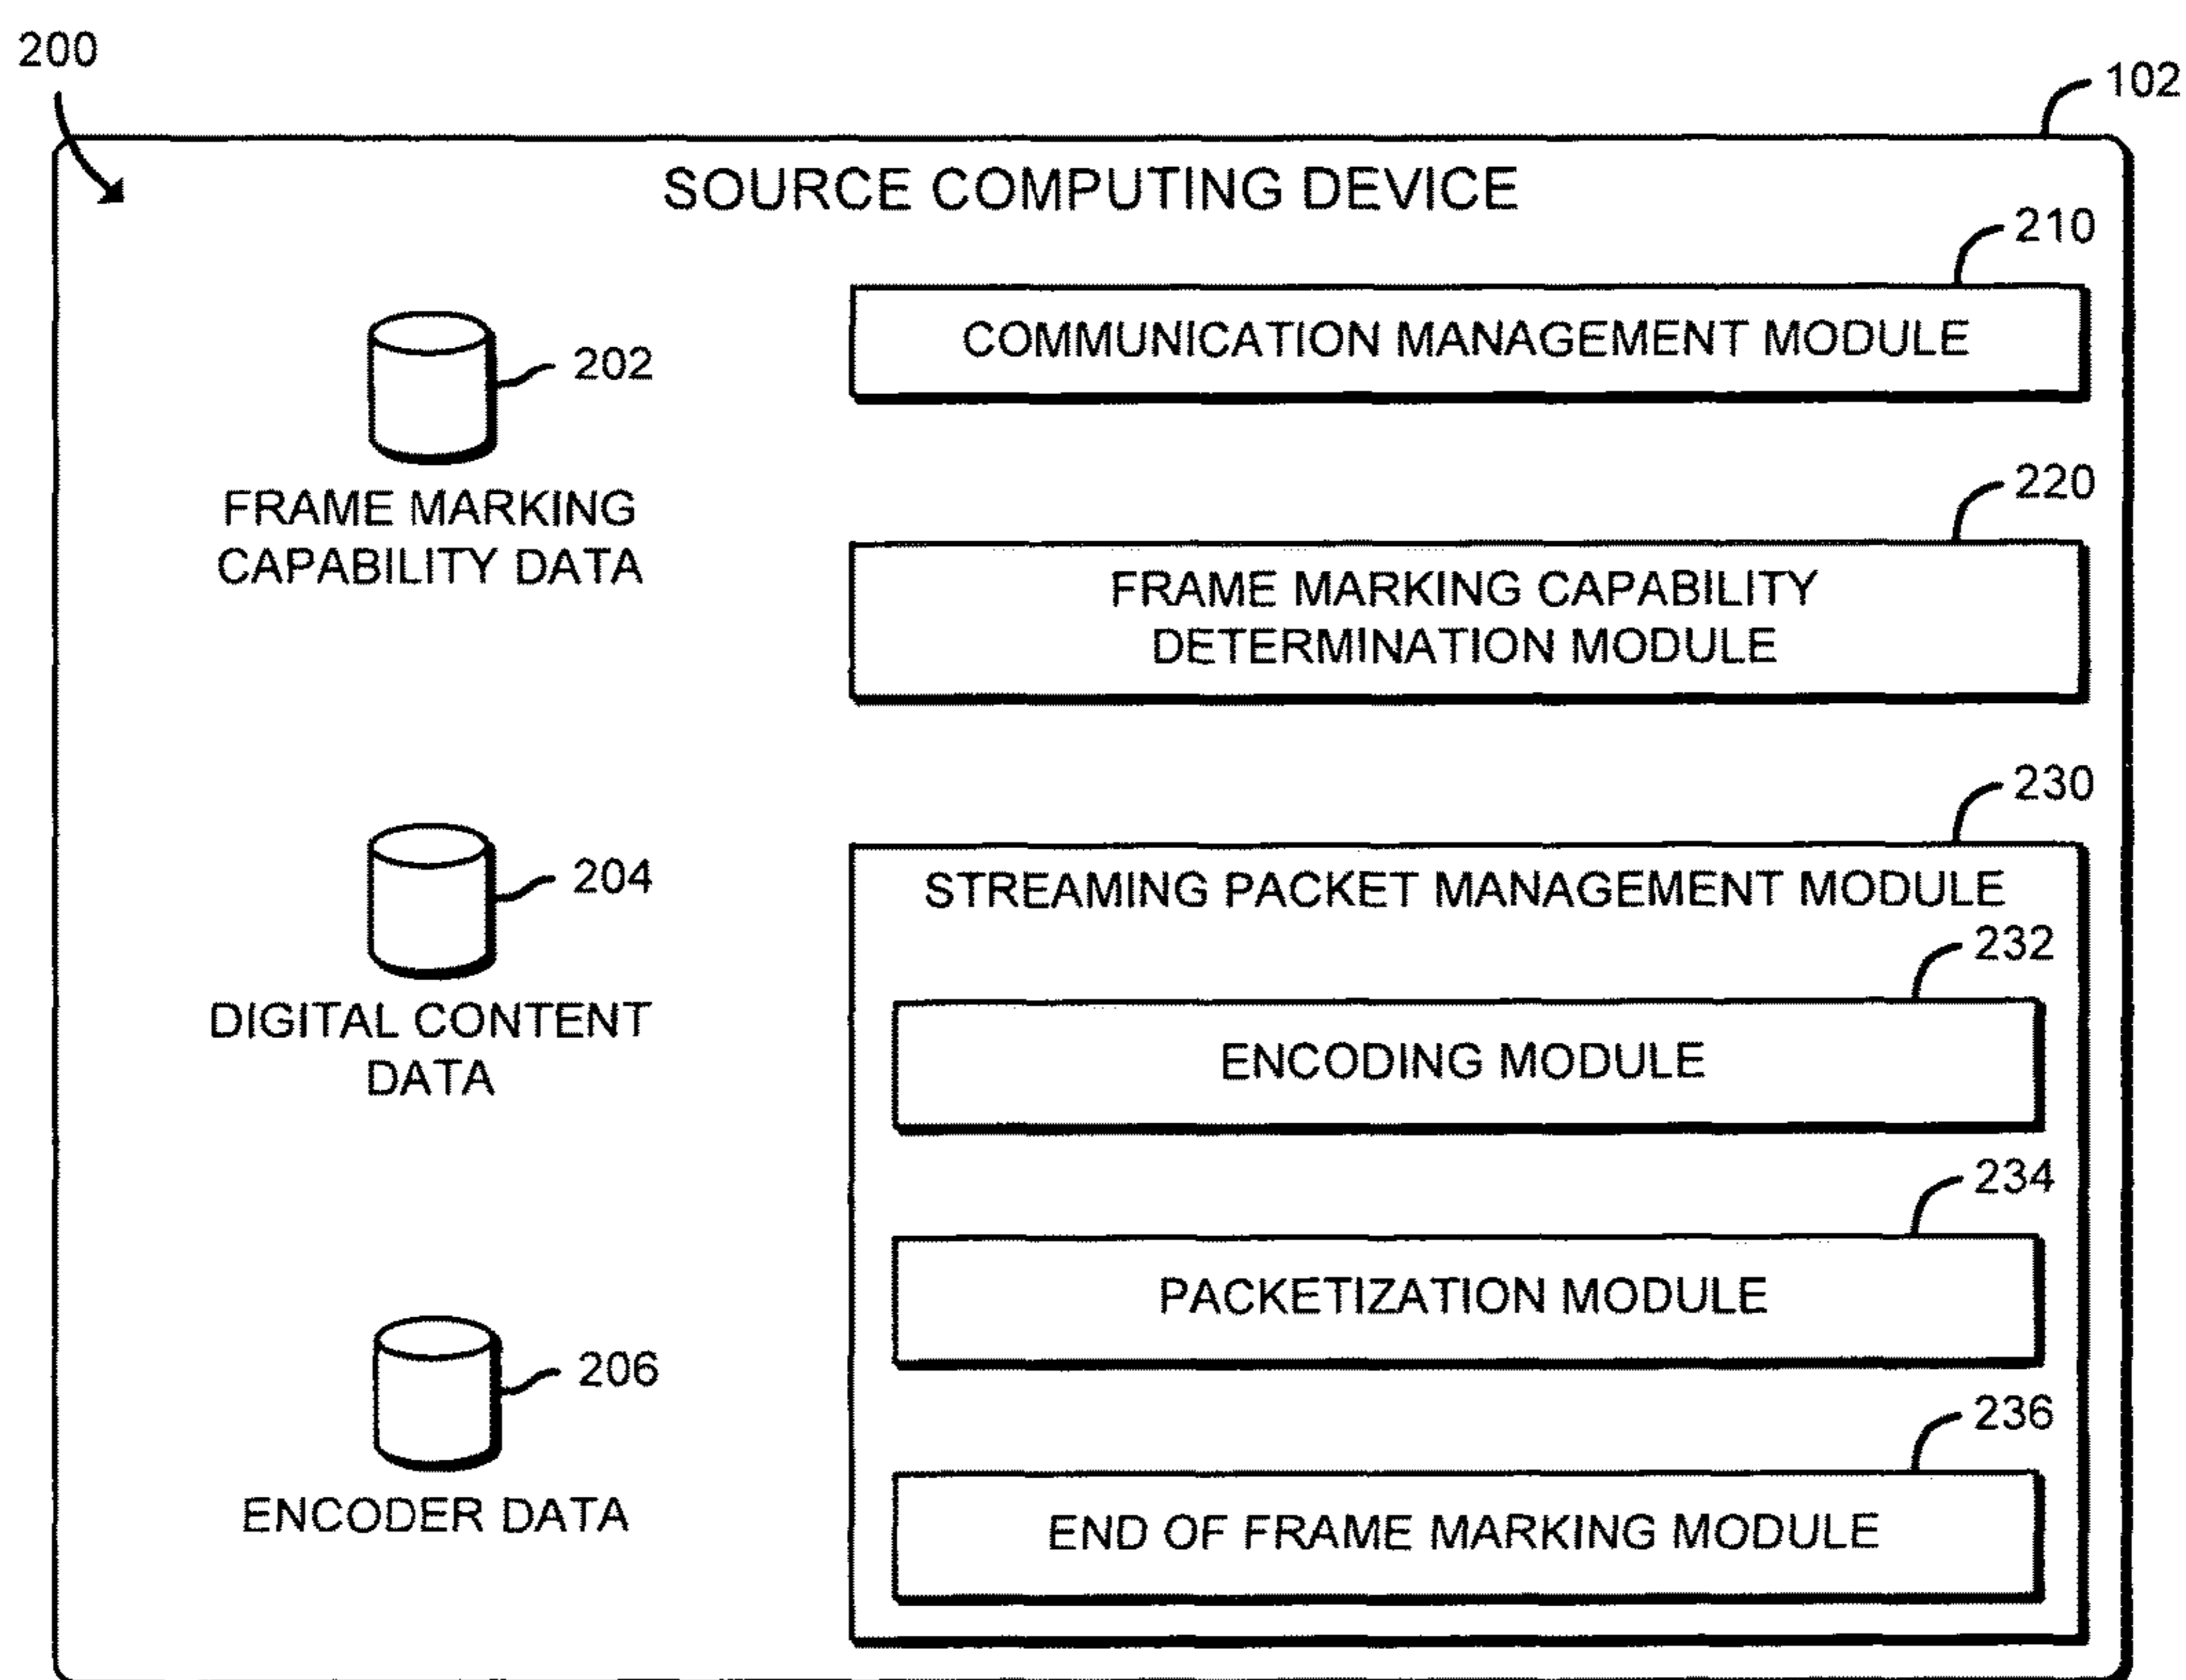 200
102
SOURCE COMPUTING DEVICE
210
COMMUNICATION MANAGEMENT MODULE
202
FRAME MARKING
CAPABILITY DATA
220
FRAME MARKING CAPABILITY
DETERMINATION MODULE
230
STREAMING PACKET MANAGEMENT MODULE
204
DIGITAL CONTENT
DATA
232
ENCODING MODULE
234
PACKETIZATION MODULE
206
ENCODER DATA
236
END OF FRAME MARKING MODULE